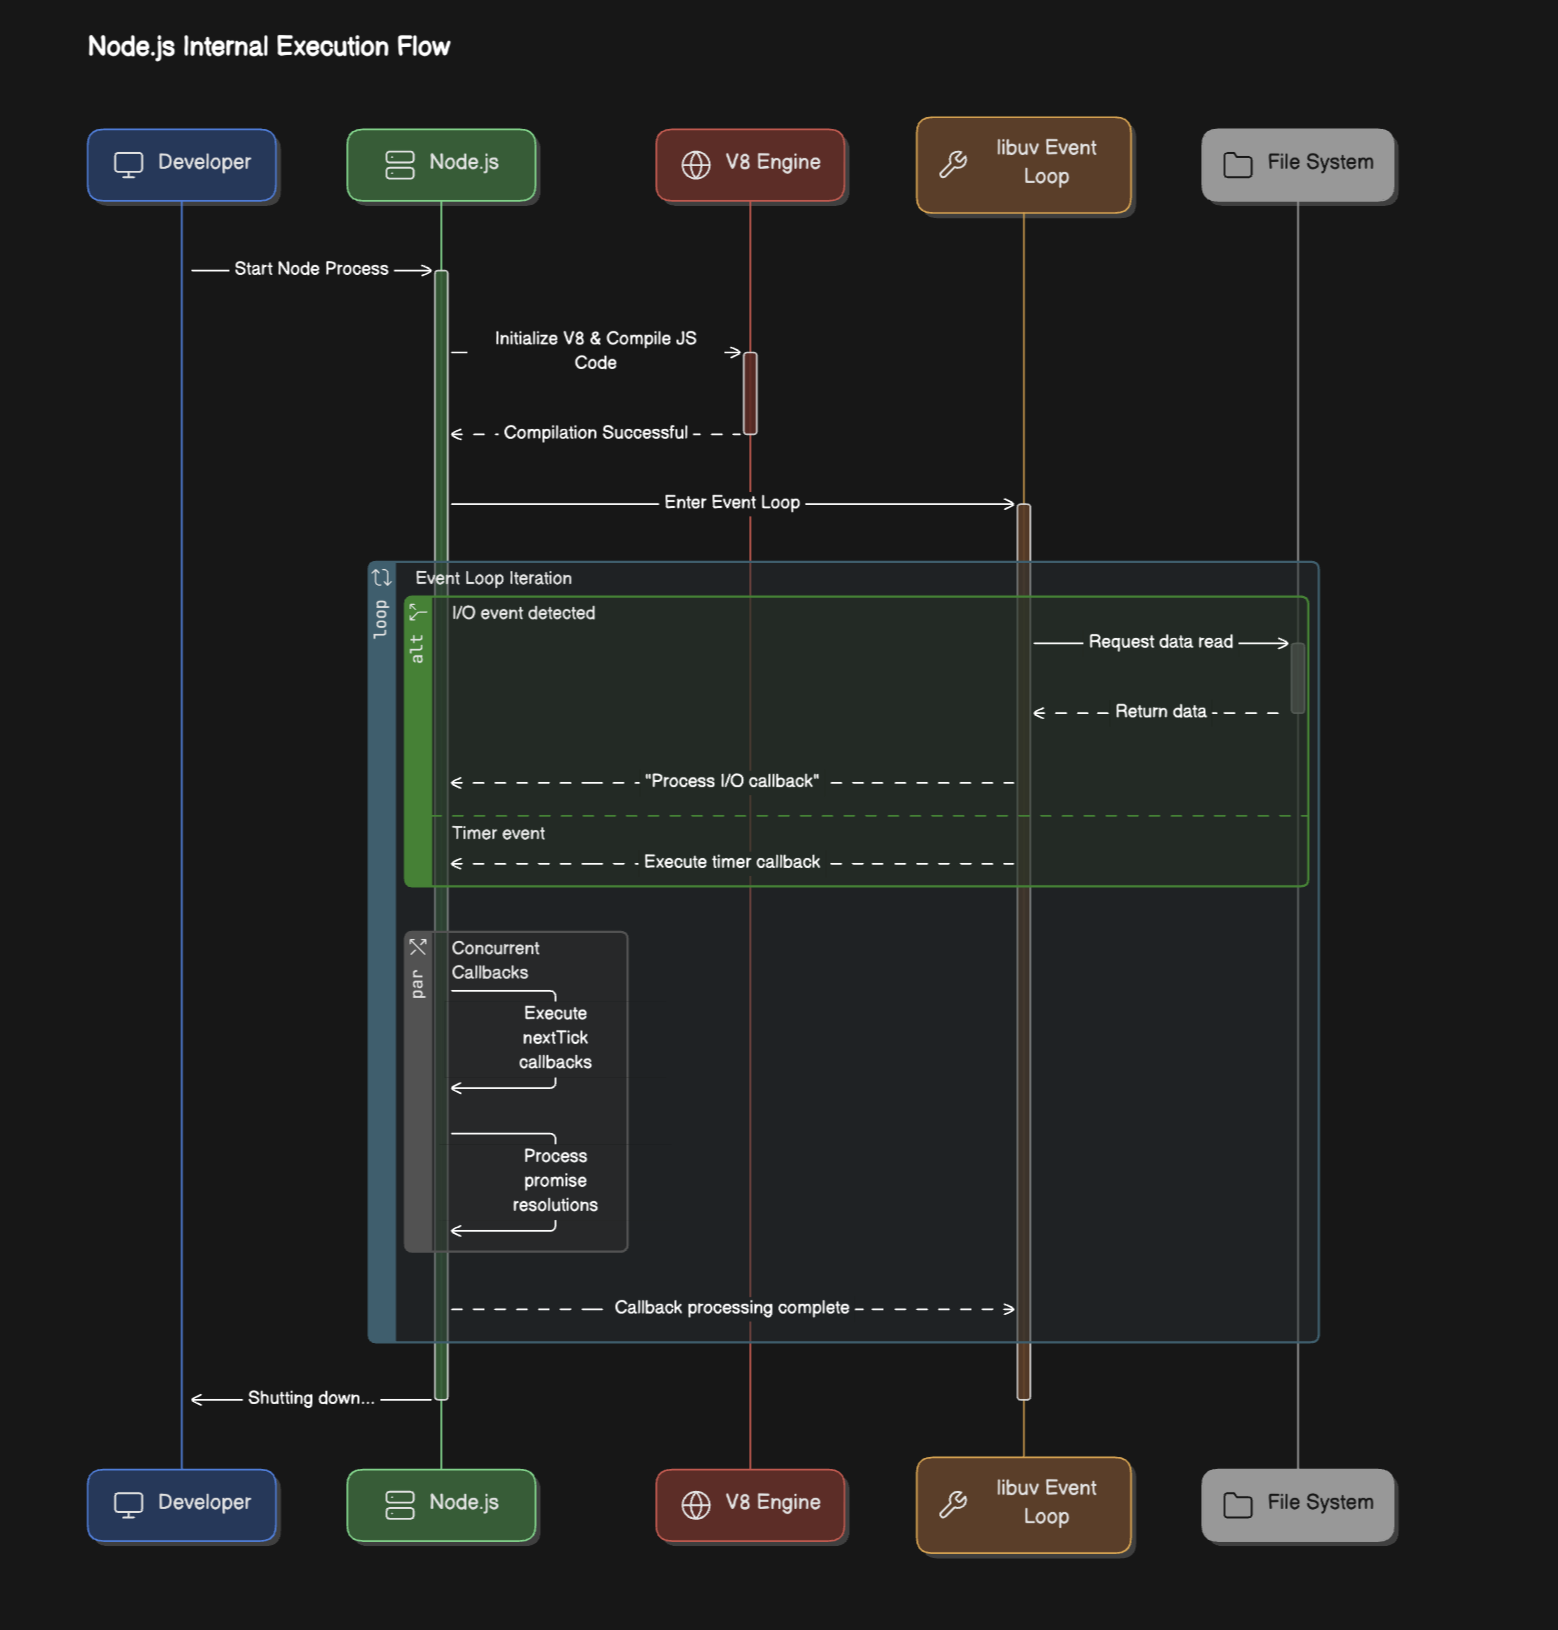 Node.js Internal Execution Flow
Developer
Node.js
V8 Engine
libuv Event
Loop
File System
Start Node Process
Initialize V8 & Compile JS
Code
Compilation Successful
Enter Event Loop
loop
Event Loop Iteration
alt
I/O event detected
Request data read
Return data
"Process I/O callback"
Timer event
Execute timer callback
par
Concurrent
Callbacks
Execute
nextTick
callbacks
Process
promise
resolutions
Callback processing complete
Shutting down...
Developer
Node.js
V8 Engine
libuv Event
Loop
File System